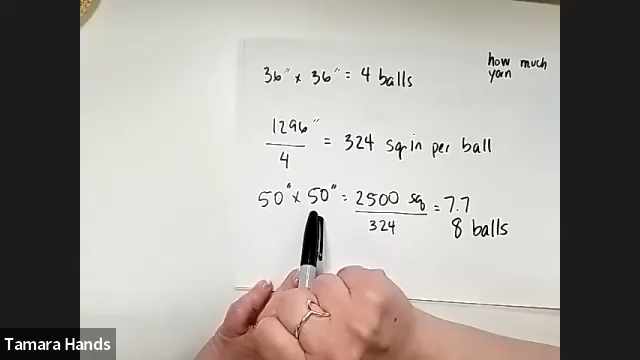 how much
yarn
36" x 36" = 4 balls
1296"
4
= 324 sq in per ball
50" x 50" = 2500 sq = 7.7
324
8 balls
Tamara Hands